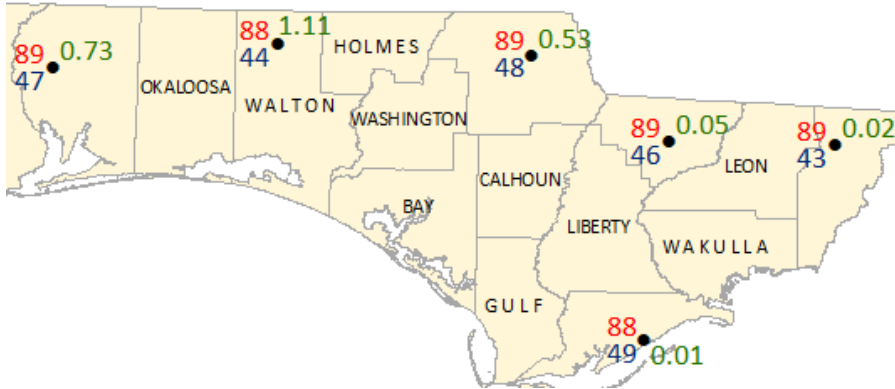 89 0.73
47
OKALOOSA
88 1.11
44
WALTON
HOLMES
WASHINGTON
89 0.53
48
BAY
CALHOUN
GULF
LIBERTY
89 0.05
46
LEON
WAKULLA
89 0.02
43
88
49 0.01